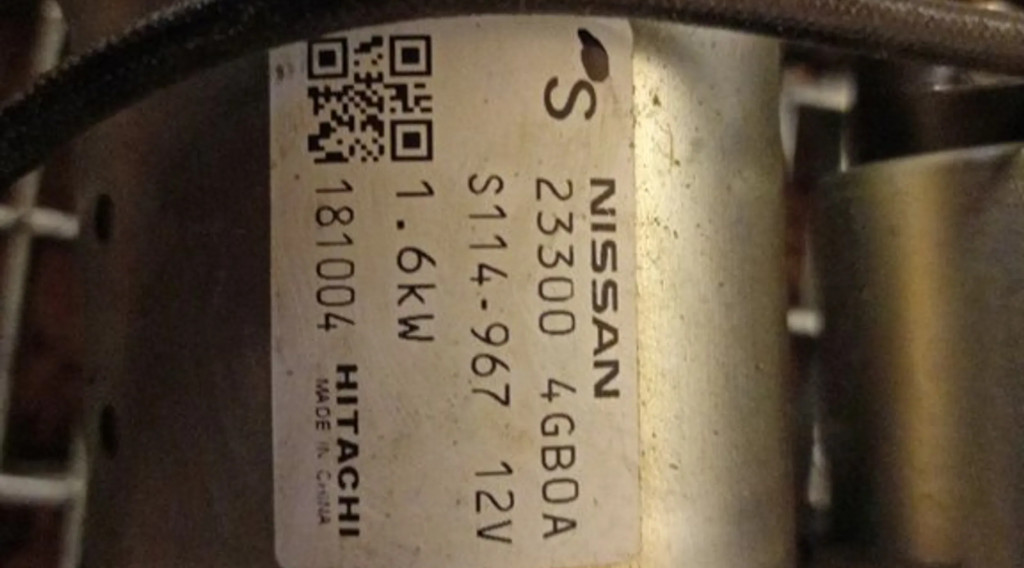 S
NISSAN
23300 4GB0A
S114-967 12V
1.6kW
181004 HITACHI
MADE IN CHINA